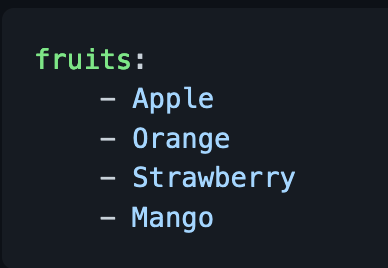 fruits:
    - Apple
    - Orange
    - Strawberry
    - Mango